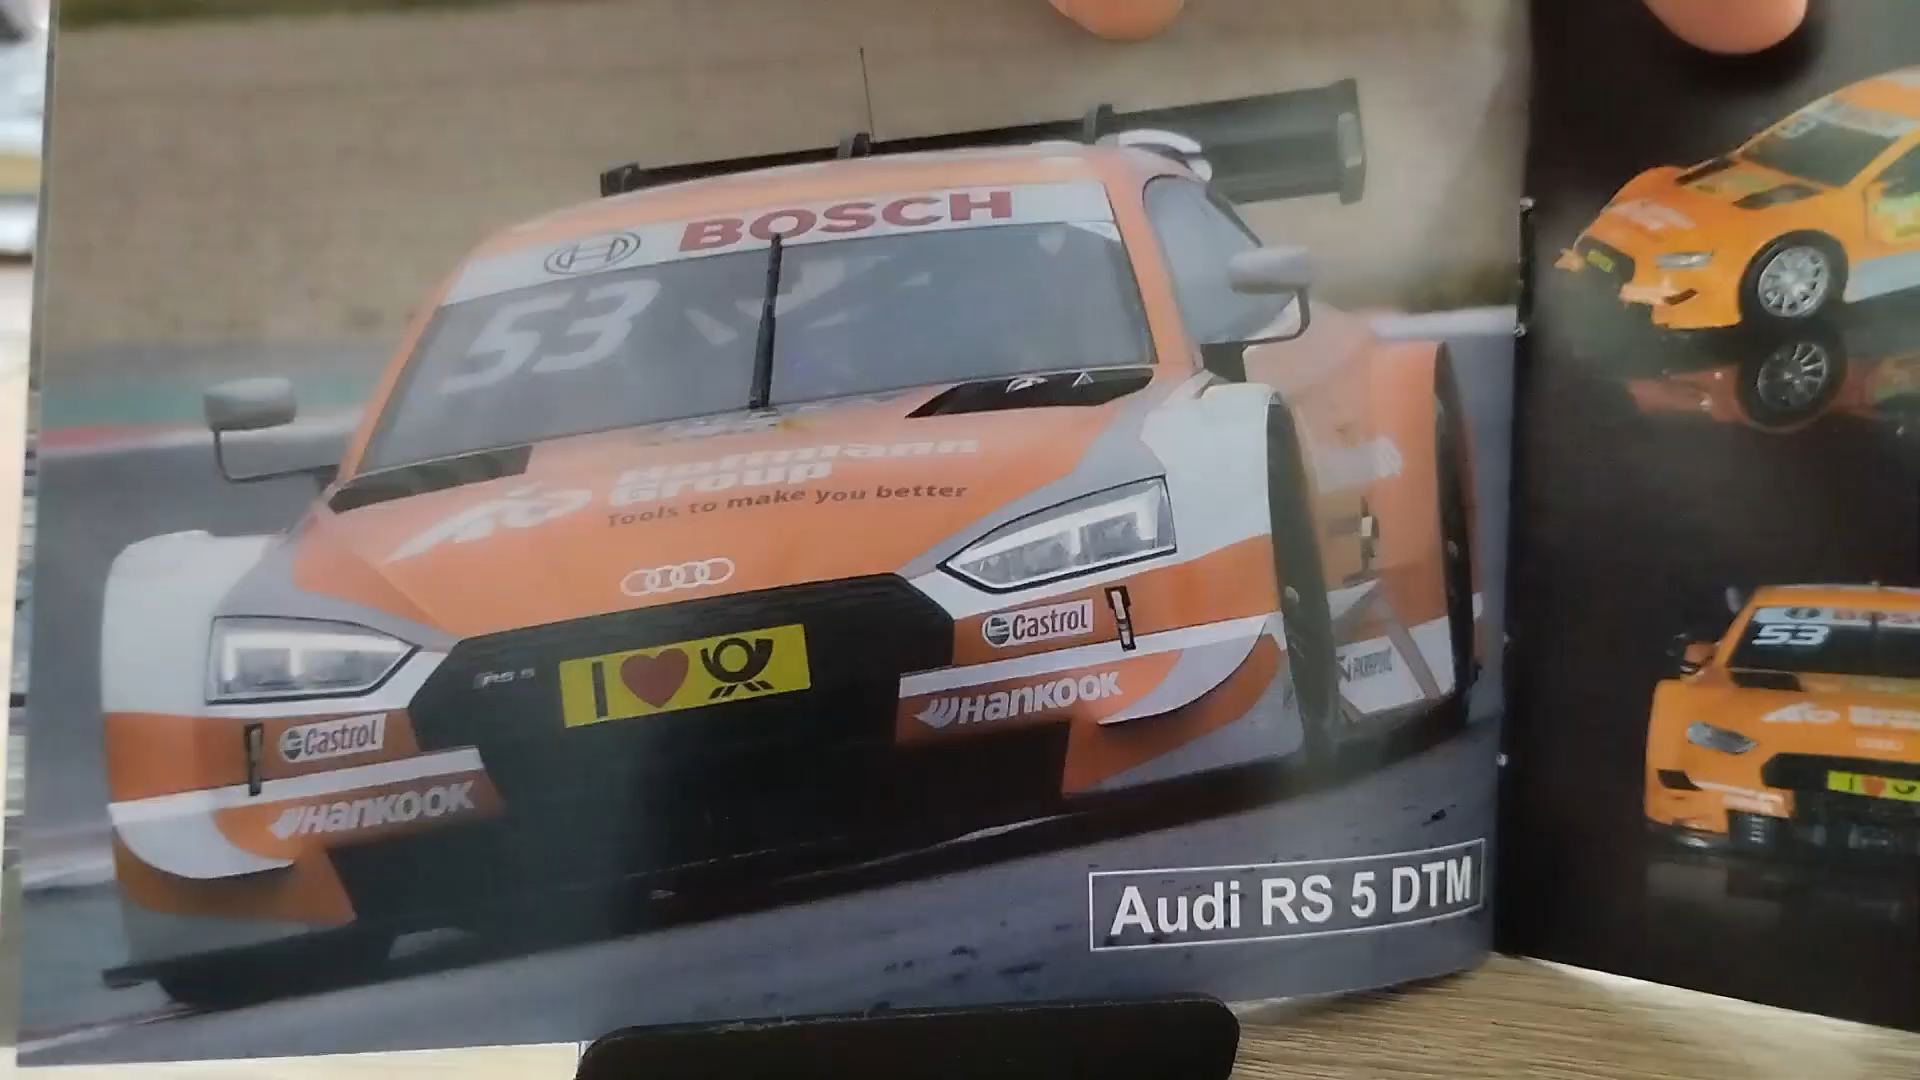 BOSCH
53
Hoffmann
Group
Tools to make you better
RS 5
I
Castrol
Castrol
HANKOOK
HANKOOK
Audi RS 5 DTM
53
I